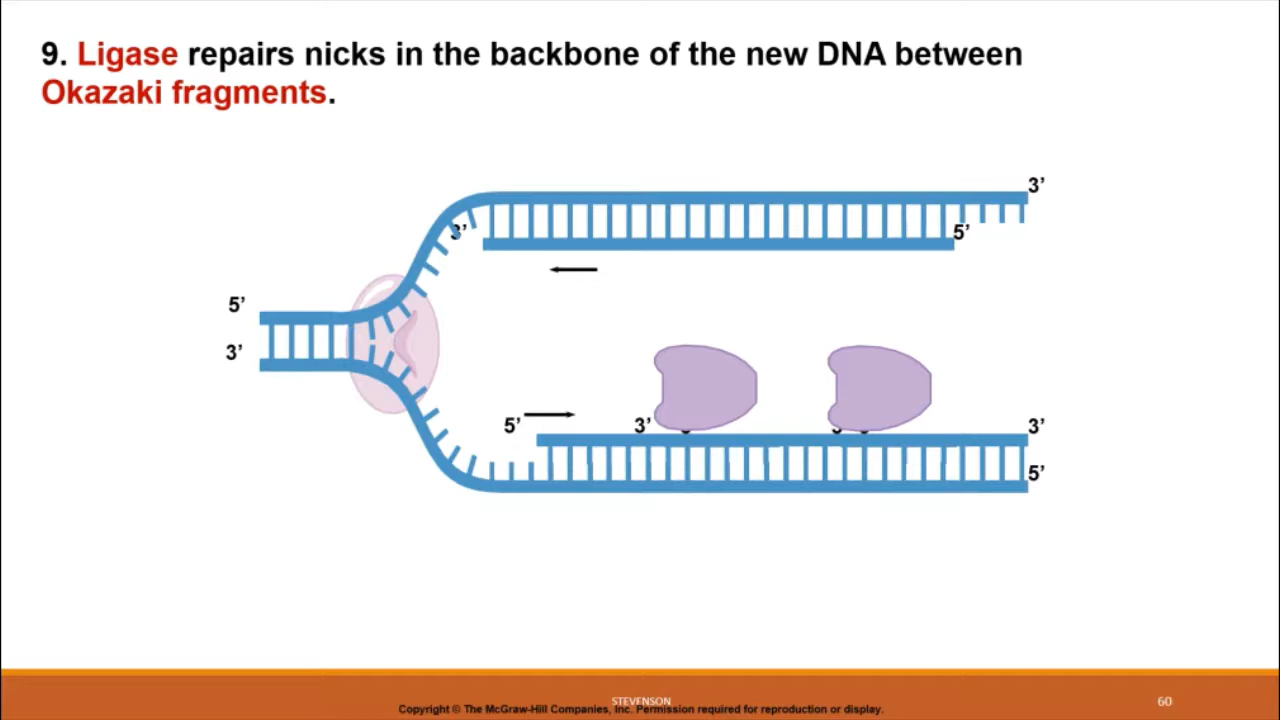 9. Ligase repairs nicks in the backbone of the new DNA between
Okazaki fragments.
3’
3’
5’
5’
3’
5’
3’
3’
5’
STEVENSON
60
Copyright © The McGraw-Hill Companies, Inc. Permission required for reproduction or display.